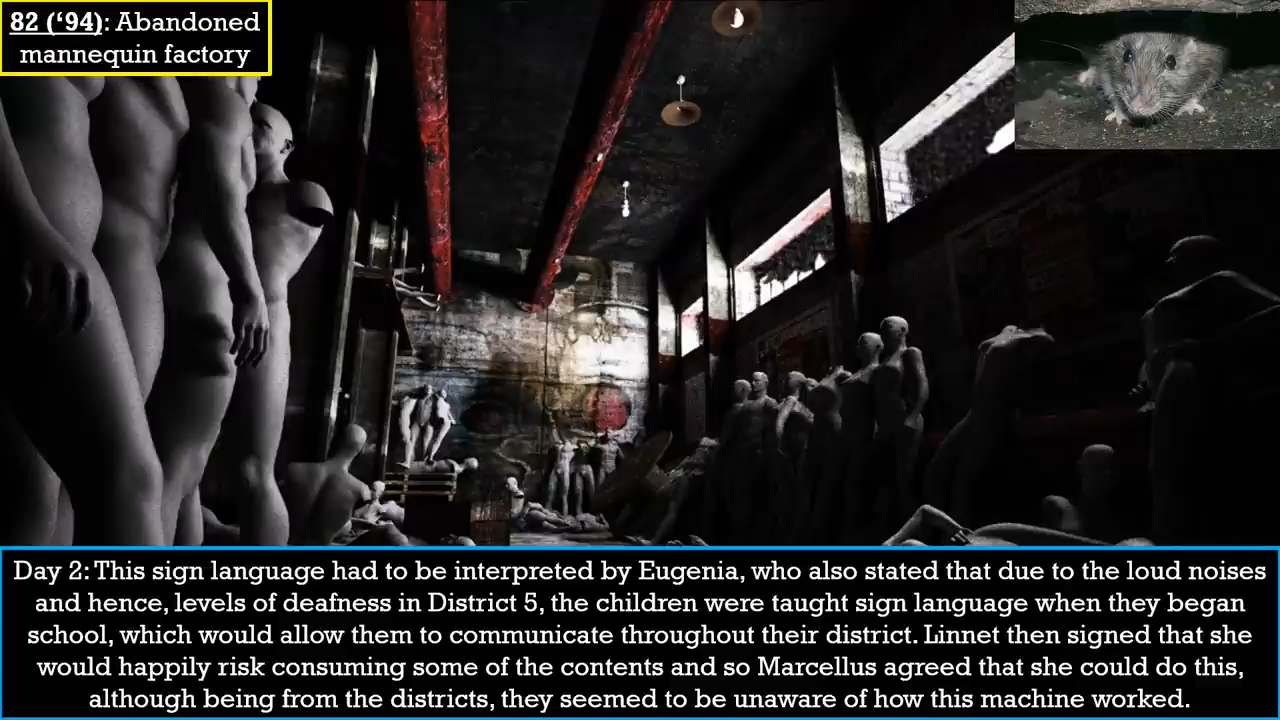 82 (‘94): Abandoned
mannequin factory
Day 2: This sign language had to be interpreted by Eugenia, who also stated that due to the loud noises
and hence, levels of deafness in District 5, the children were taught sign language when they began
school, which would allow them to communicate throughout their district. Linnet then signed that she
would happily risk consuming some of the contents and so Marcellus agreed that she could do this,
although being from the districts, they seemed to be unaware of how this machine worked.